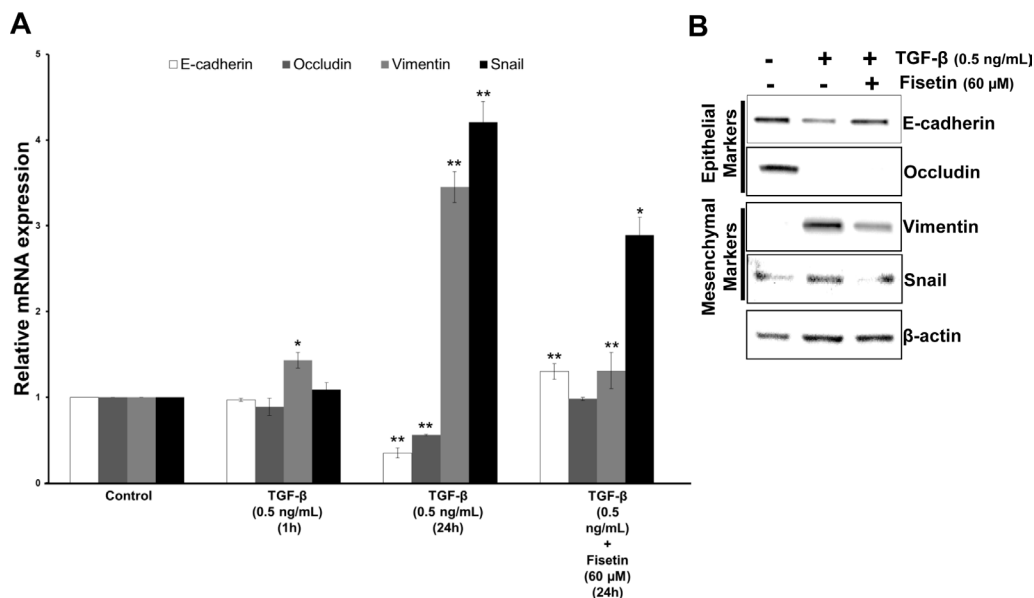 A
5
4
3
2
1
0
Relative mRNA expression
E-cadherin Occludin Vimentin Snail
*
** **
** **
** ** *
Control
TGF-β
(0.5 ng/mL)
(1h)
TGF-β
(0.5 ng/mL)
(24h)
TGF-β
(0.5
ng/mL)
+
Fisetin
(60 μM)
(24h)
B
- + + TGF-β (0.5 ng/mL)
- - + Fisetin (60 μM)
Epithelial
Markers
E-cadherin
Occludin
Mesenchymal
Markers
Vimentin
Snail
β-actin